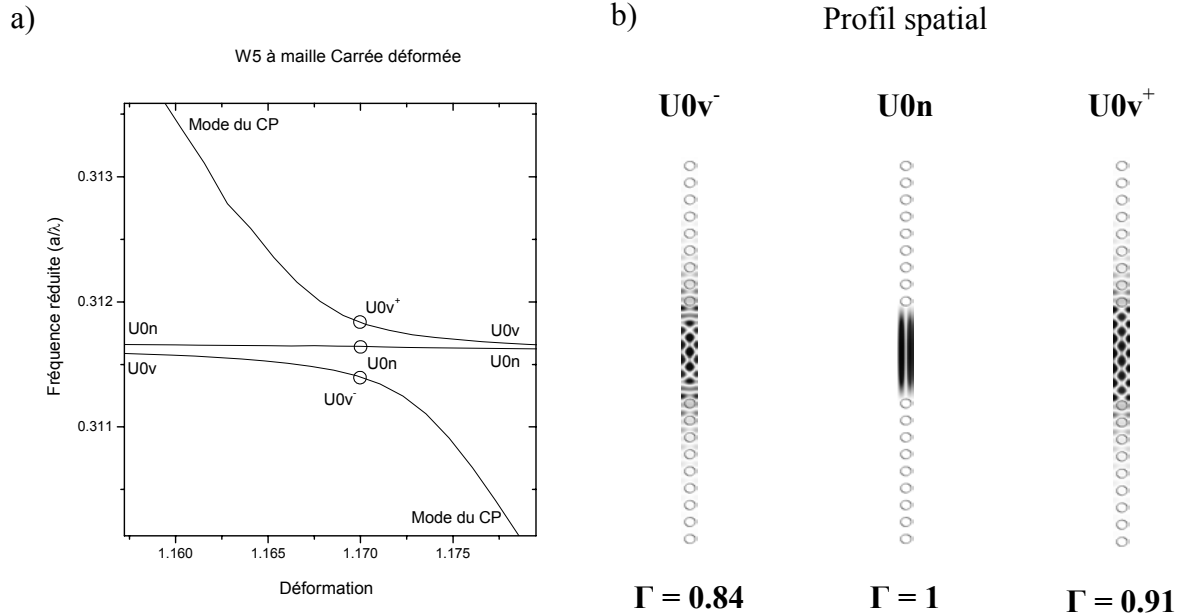 a)
W5 à maille Carrée déformée
Fréquence réduite (a/λ)
0.313
0.312
0.311
Mode du CP
U0v+
U0n
U0v
U0n
U0v
U0n
U0v-
Mode du CP
1.160
1.165
1.170
1.175
Déformation
b)
Profil spatial
U0v- U0n U0v+
Γ = 0.84 Γ = 1 Γ = 0.91